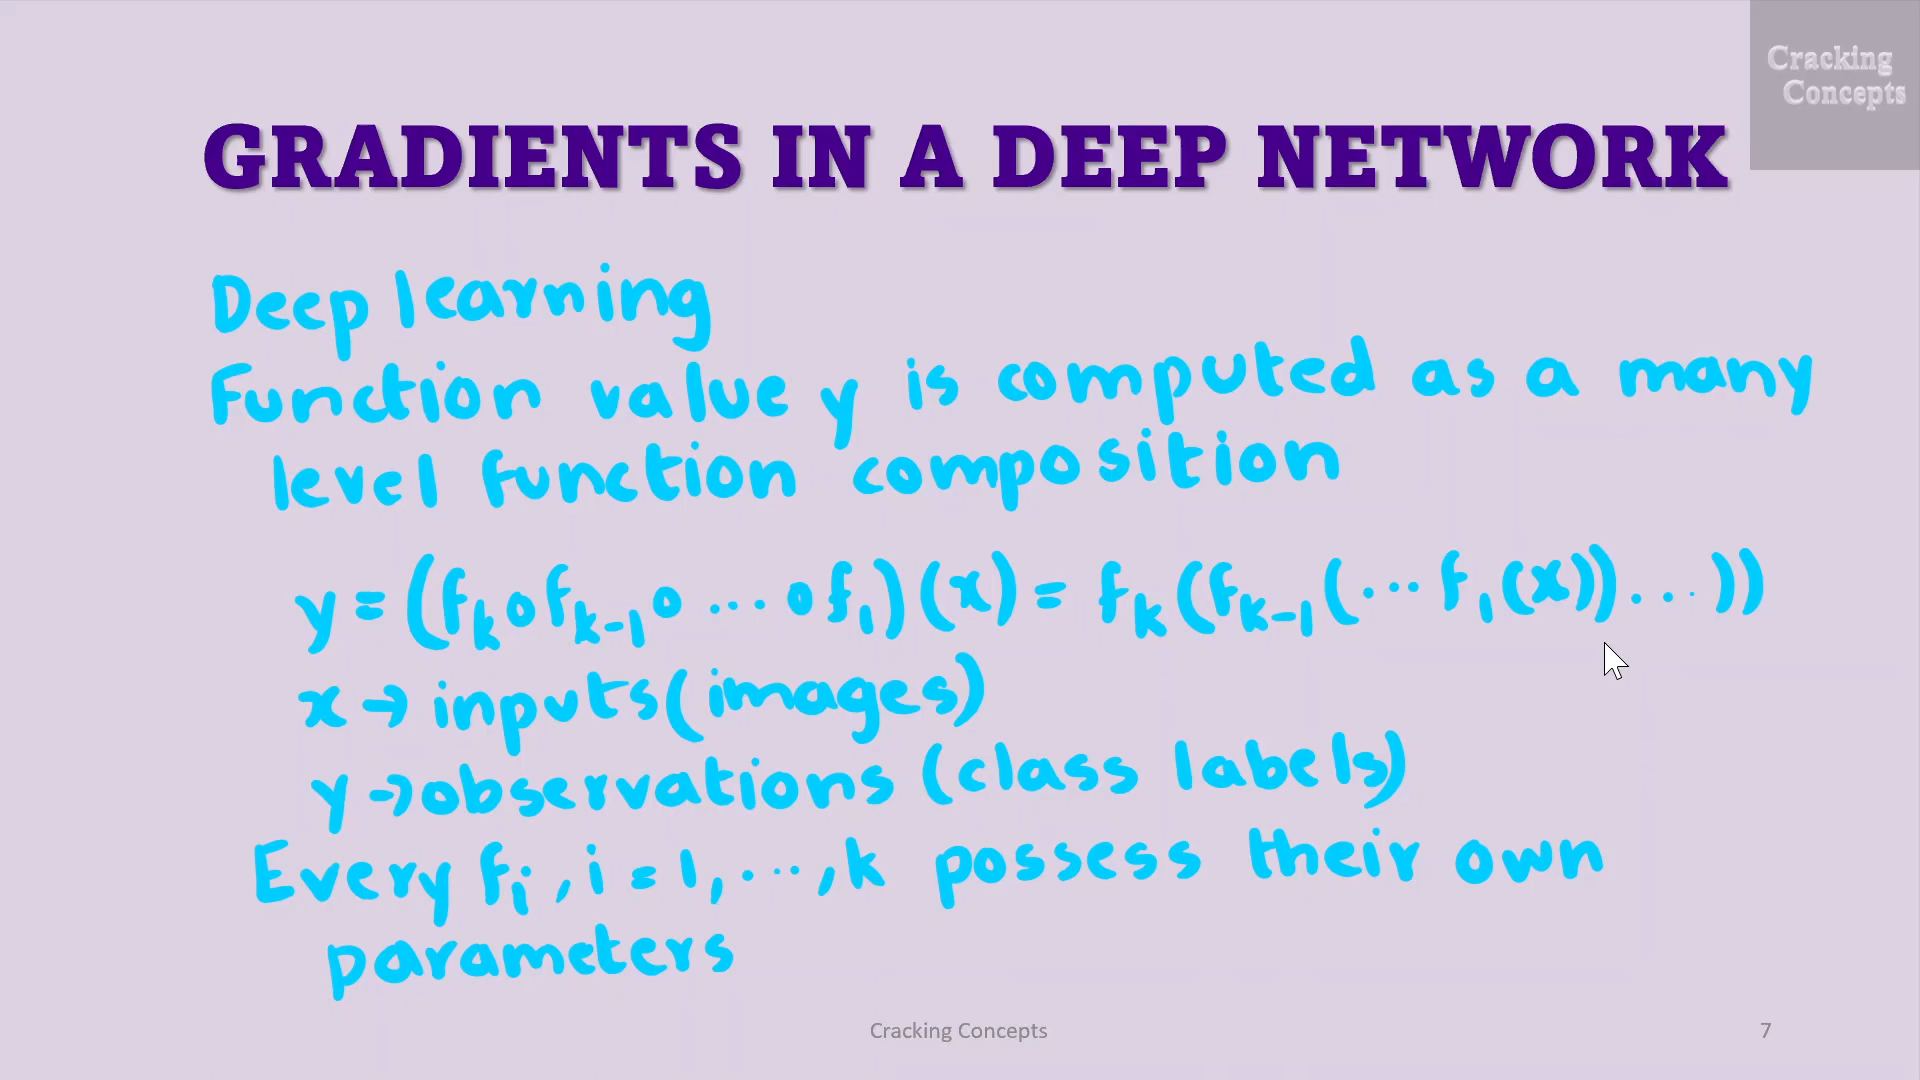 Cracking
Concepts
GRADIENTS IN A DEEP NETWORK
Deep learning
Function value y is computed as a many
level function composition
y = (fₖ o fₖ₋₁ o ... o f₁)(x) = fₖ(fₖ₋₁(... f₁(x))...))
x → inputs (images)
y → observations (class labels)
Every fᵢ, i = 1, ..., k possess their own
parameters
Cracking Concepts
7